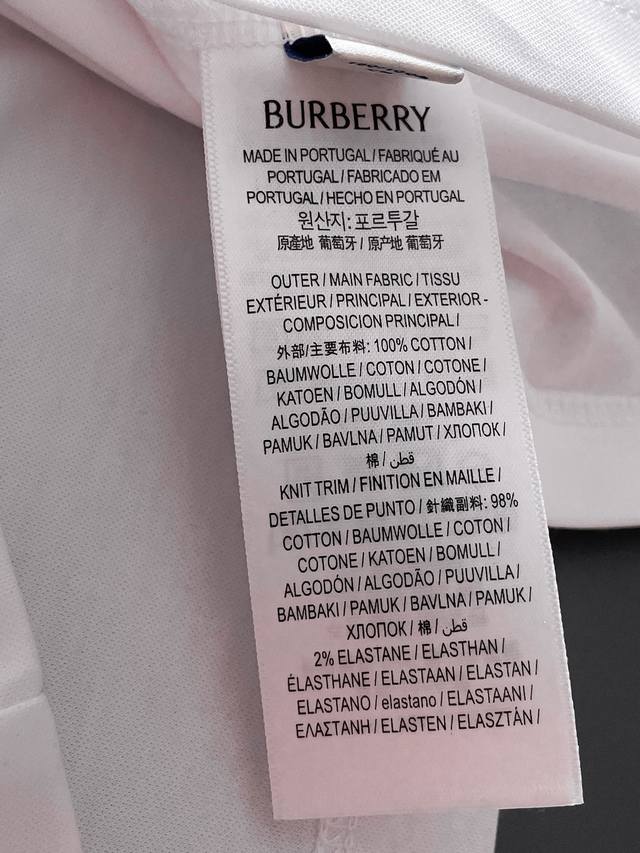 BURBERRY
MADE IN PORTUGAL / FABRIQUÉ AU
PORTUGAL / FABRICADO EM
PORTUGAL / HECHO EN PORTUGAL
원산지: 포르투갈
原產地 葡萄牙 / 原产地 葡萄牙
OUTER / MAIN FABRIC / TISSU
EXTÉRIEUR / PRINCIPAL / EXTERIOR -
COMPOSICION PRINCIPAL /
外部/主要布料: 100% COTTON /
BAUMWOLLE / COTON / COTONE /
KATOEN / BOMULL / ALGODÓN /
ALGODÃO / PUUVILLA / BAMBAKI /
PAMUK / BAVLNA / PAMUT / ХЛОПОК /
棉 / قطن
KNIT TRIM / FINITION EN MAILLE /
DETALLES DE PUNTO / 針織副料: 98%
COTTON / BAUMWOLLE / COTON /
COTONE / KATOEN / BOMULL /
ALGODÓN / ALGODÃO / PUUVILLA /
BAMBAKI / PAMUK / BAVLNA / PAMUK /
ХЛОПОК / 棉 / قطن
2% ELASTANE / ELASTHAN /
ÉLASTHANE / ELASTAAN / ELASTAN /
ELASTANO / elastano / ELASTAANI /
ΕΛΑΣΤΑΝΗ / ELASTEN / ELASZTÁN /